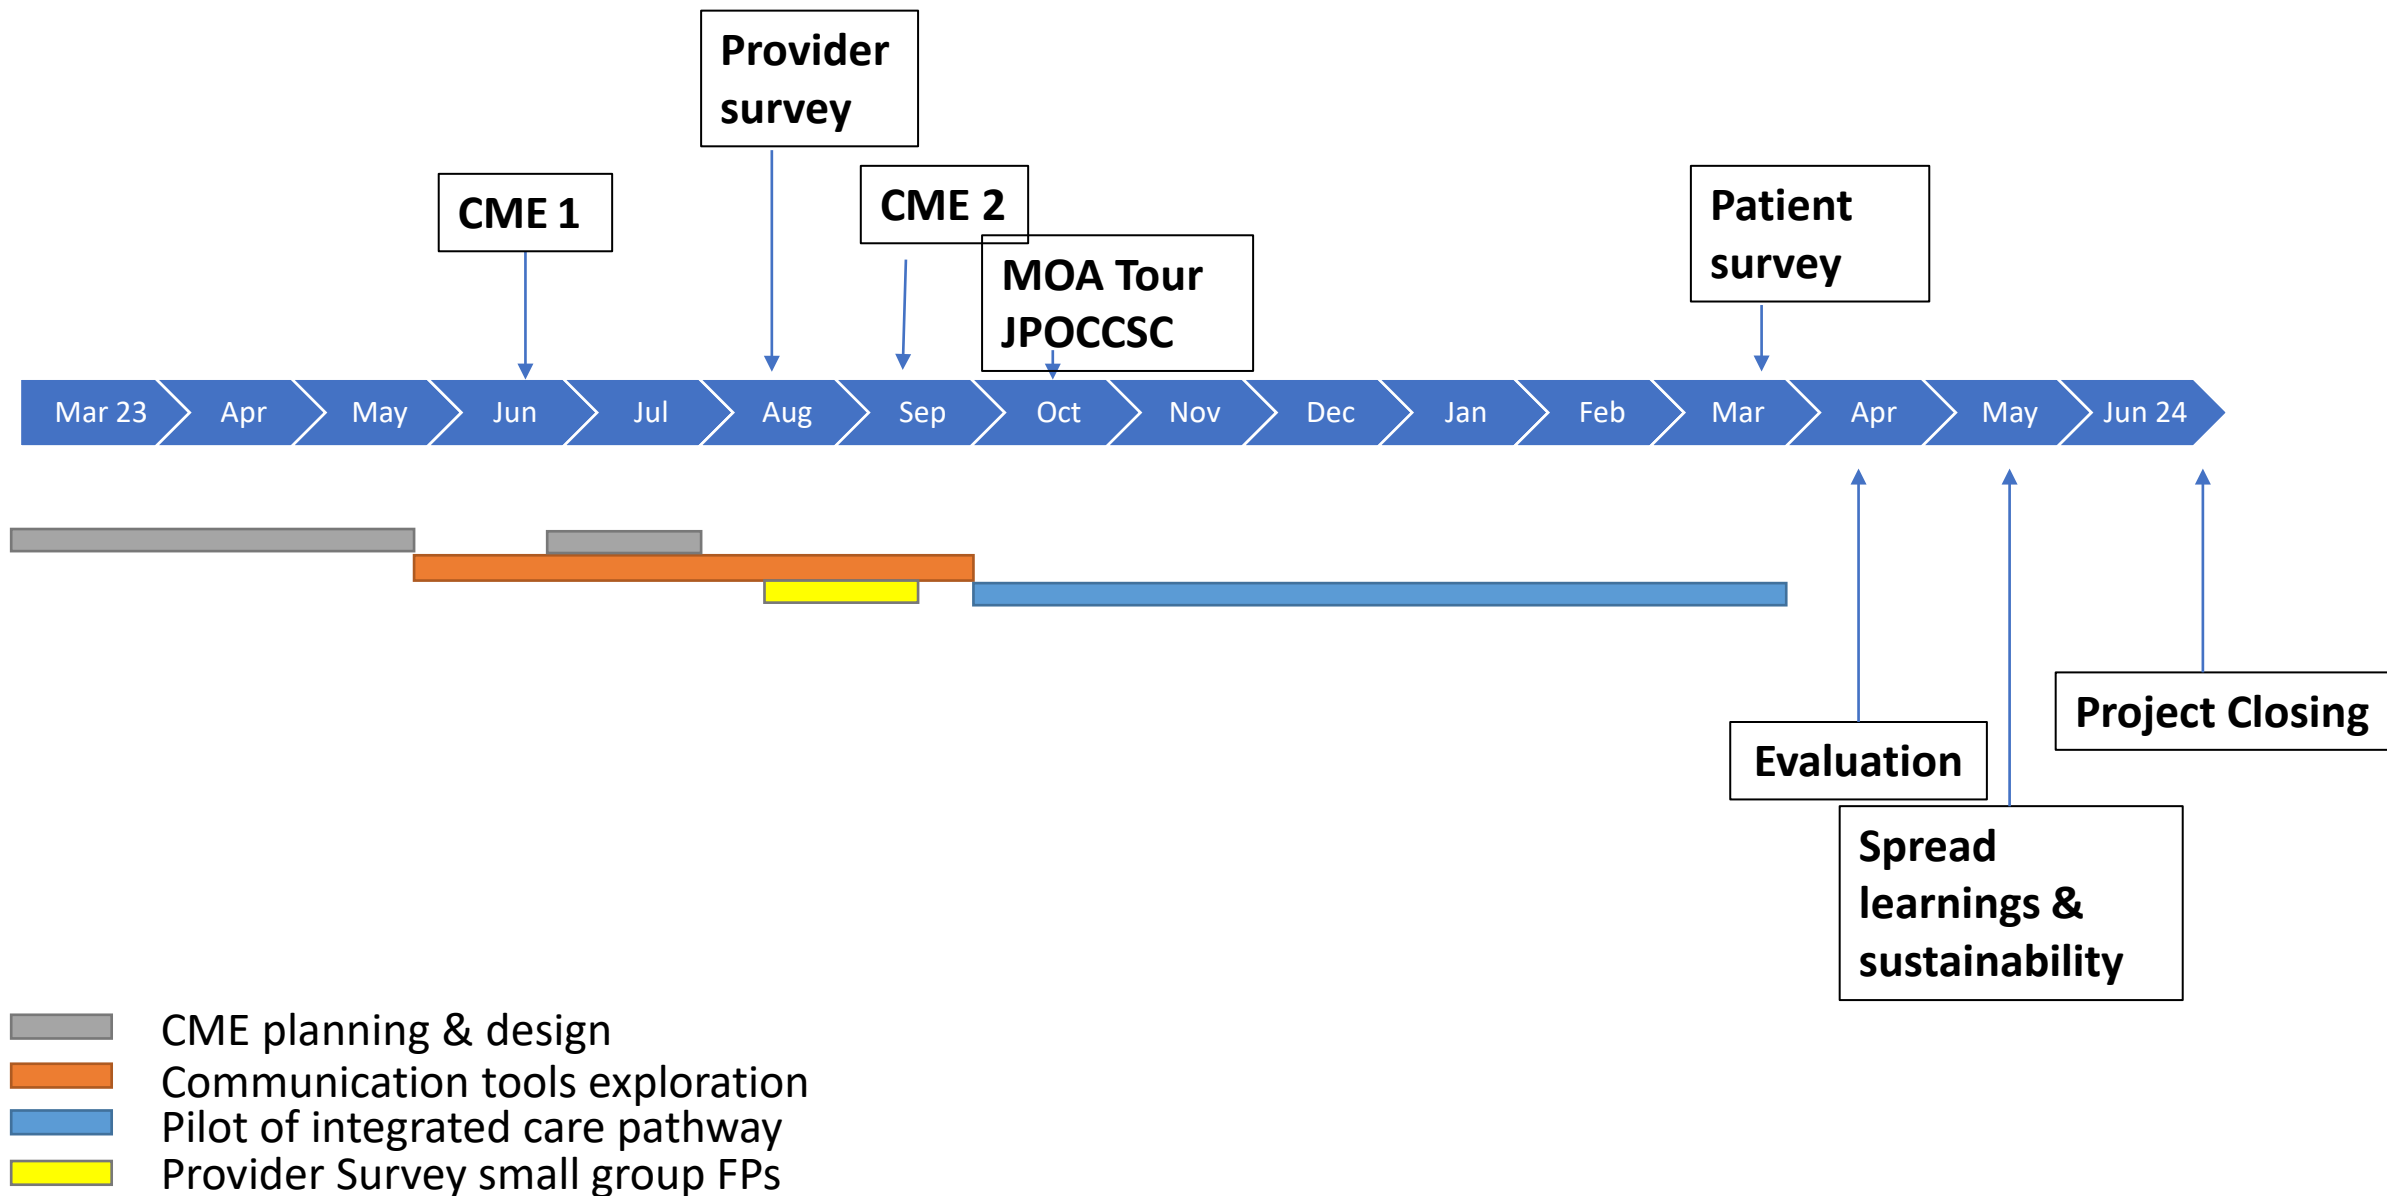 Provider
survey
CME 1
CME 2
MOA Tour
JPOCCSC
Patient
survey
Mar 23
Apr
May
Jun
Jul
Aug
Sep
Oct
Nov
Dec
Jan
Feb
Mar
Apr
May
Jun 24
Project Closing
Evaluation
Spread
learnings &
sustainability
CME planning & design
Communication tools exploration
Pilot of integrated care pathway
Provider Survey small group FPs